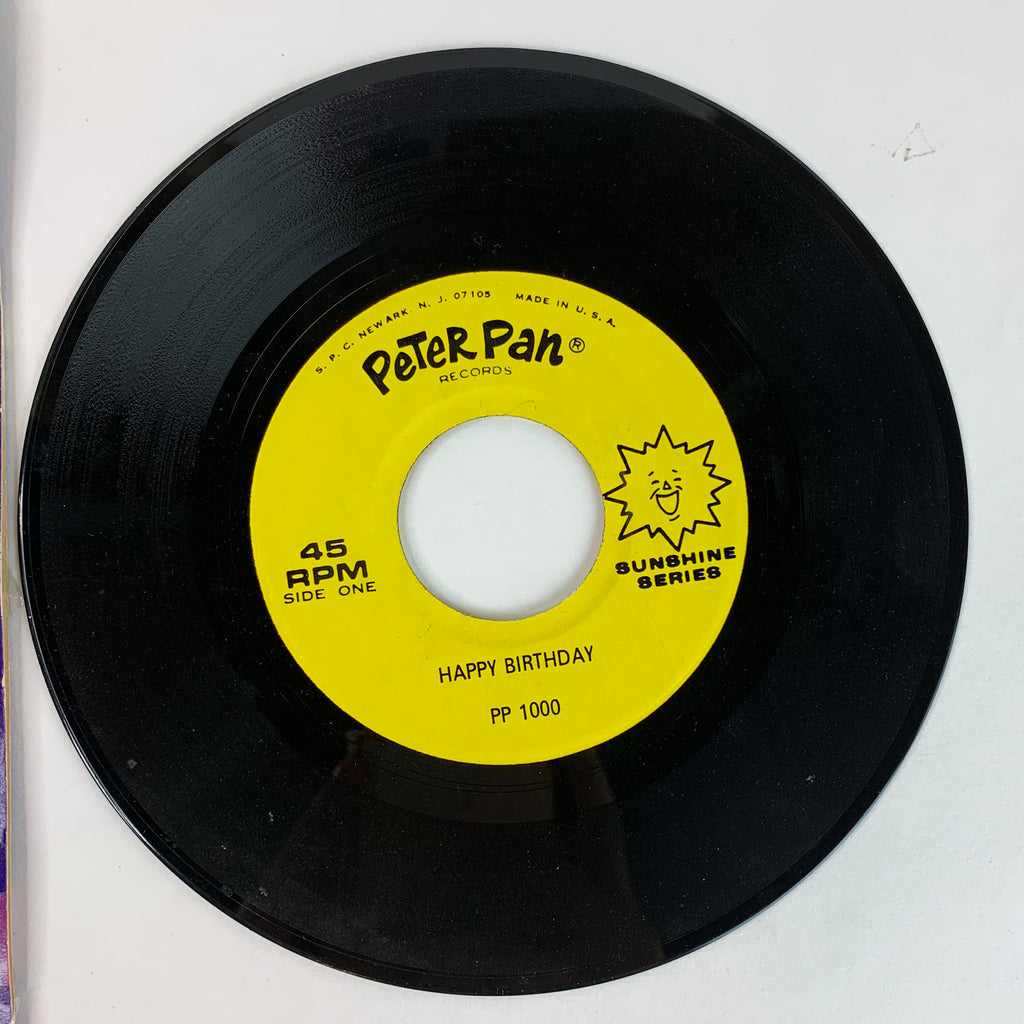 S. P. C. NEWARK. N. J. 07105 MADE IN U. S. A.
PETER PAN®
RECORDS
45
RPM
SIDE ONE
SUNSHINE
SERIES
HAPPY BIRTHDAY
PP 1000